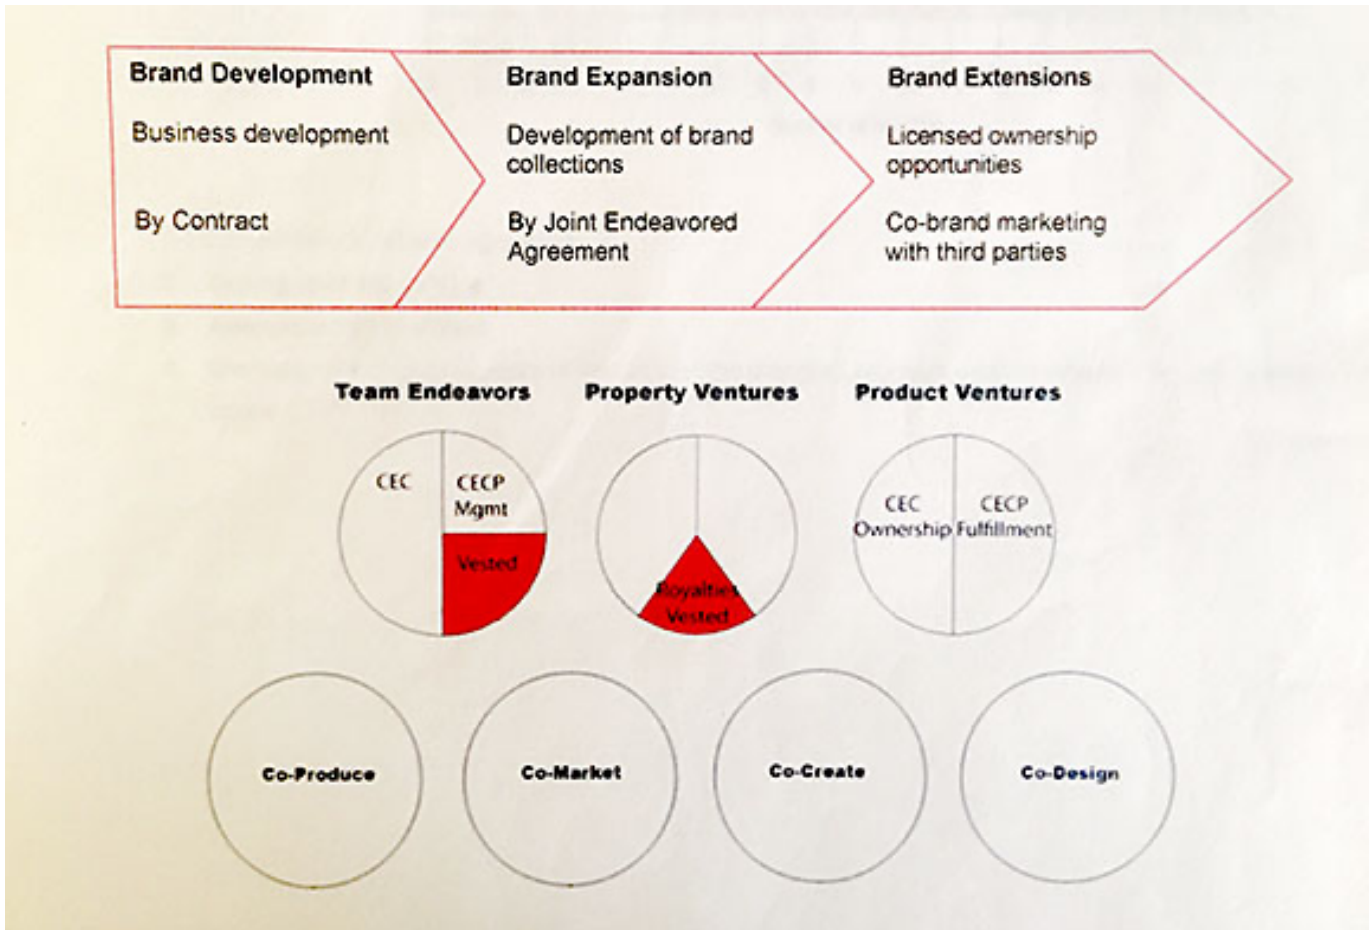 Brand Development
Business development
By Contract
Brand Expansion
Development of brand
collections
By Joint Endeavored
Agreement
Brand Extensions
Licensed ownership
opportunities
Co-brand marketing
with third parties
Team Endeavors
CEC
CECP
Mgmt
Vested
Property Ventures
Royalties
Vested
Product Ventures
CEC
Ownership
CECP
Fulfillment
Co-Produce
Co-Market
Co-Create
Co-Design